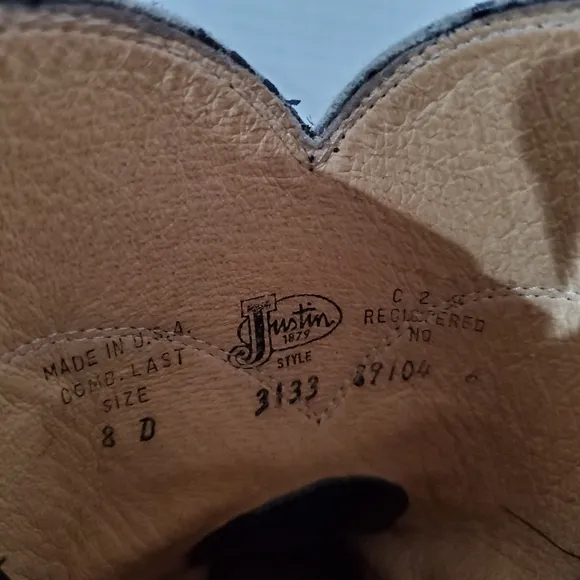 MADE IN U.S.A.
COMB. LAST
SIZE
8 D
Justin
1879
STYLE
3133
C 2
REGISTERED
NO
89104